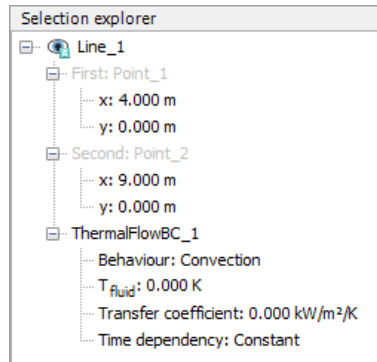 Selection explorer
Line_1
First: Point_1
x: 4.000 m
y: 0.000 m
Second: Point_2
x: 9.000 m
y: 0.000 m
ThermalFlowBC_1
Behaviour: Convection
Tfluid: 0.000 K
Transfer coefficient: 0.000 kW/m²/K
Time dependency: Constant